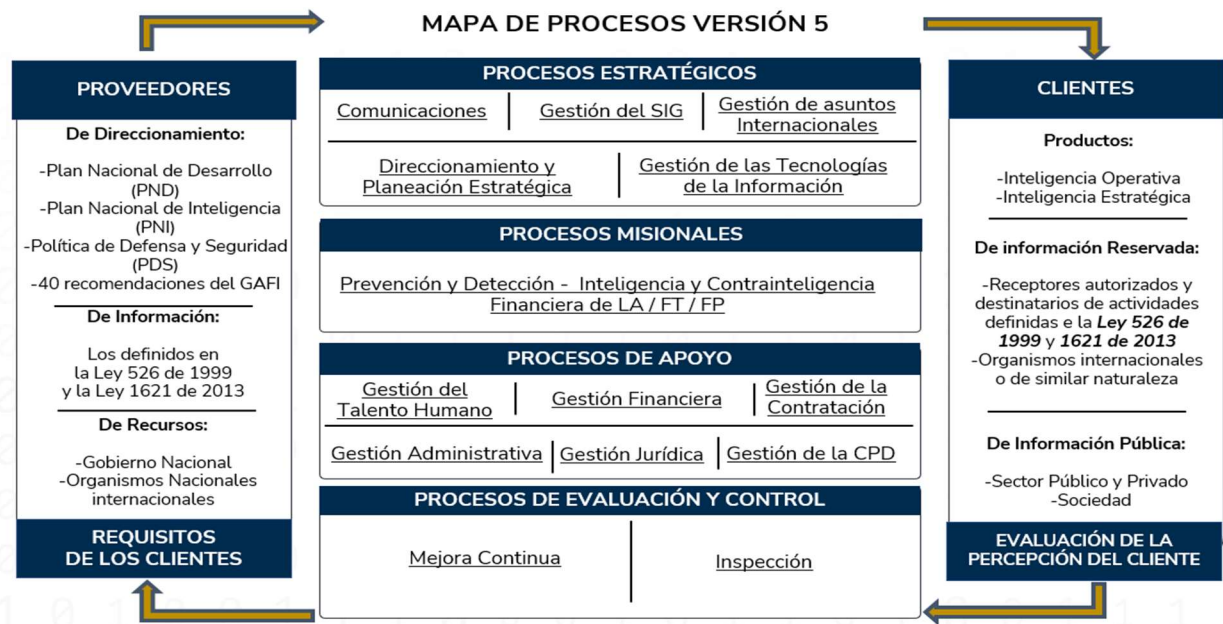 MAPA DE PROCESOS VERSIÓN 5
PROVEEDORES
De Direccionamiento:
-Plan Nacional de Desarrollo
(PND)
-Plan Nacional de Inteligencia
(PNI)
-Política de Defensa y Seguridad
(PDS)
-40 recomendaciones del GAFI
De Información:
Los definidos en
la Ley 526 de 1999
y la Ley 1621 de 2013
De Recursos:
-Gobierno Nacional
-Organismos Nacionales
internacionales
REQUISITOS
DE LOS CLIENTES
PROCESOS ESTRATÉGICOS
Comunicaciones
Gestión del SIG
Gestión de asuntos
Internacionales
Direccionamiento y
Planeación Estratégica
Gestión de las Tecnologías
de la Información
PROCESOS MISIONALES
Prevención y Detección - Inteligencia y Contrainteligencia
Financiera de LA / FT / FP
PROCESOS DE APOYO
Gestión del
Talento Humano
Gestión Financiera
Gestión de la
Contratación
Gestión Administrativa
Gestión Jurídica
Gestión de la CPD
PROCESOS DE EVALUACIÓN Y CONTROL
Mejora Continua
Inspección
CLIENTES
Productos:
-Inteligencia Operativa
-Inteligencia Estratégica
De información Reservada:
-Receptores autorizados y
destinatarios de actividades
definidas e la Ley 526 de
1999 y 1621 de 2013
-Organismos internacionales
o de similar naturaleza
De Información Pública:
-Sector Público y Privado
-Sociedad
EVALUACIÓN DE LA
PERCEPCIÓN DEL CLIENTE